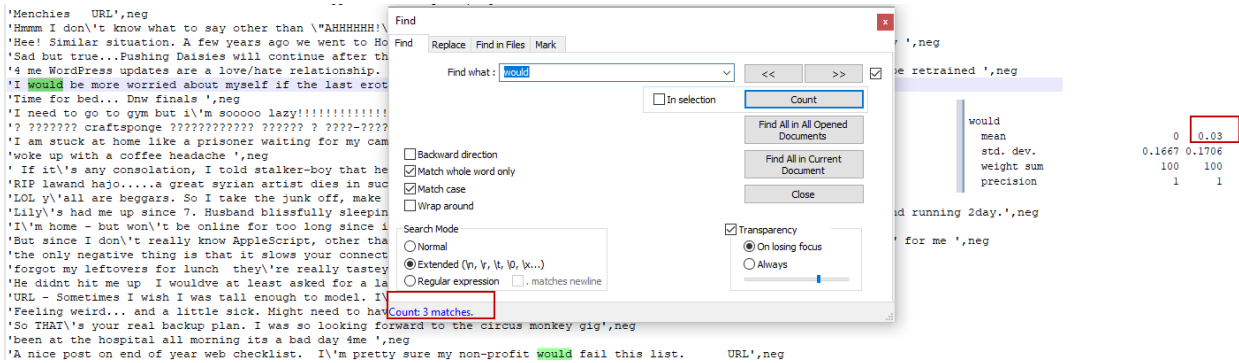 'Menchies URL',neg
'Hmmm I don\'t know what to say other than \"AHHHHHH!\
'Hee! Similar situation. A few years ago we went to Ho ',neg
'Sad but true...Pushing Daisies will continue after th
'4 me WordPress updates are a love/hate relationship. be retrained ',neg
'I would be more worried about myself if the last erot
'Time for bed... Dnw finals ',neg
'I need to go to gym but i\'m sooooo lazy!!!!!!!!!!!!!
'? ??????? craftsponge ???????????? ?????? ? ????-????
'I am stuck at home like a prisoner waiting for my cam
'woke up with a coffee headache ',neg
' If it\'s any consolation, I told stalker-boy that he
'RIP lawand hajo.....a great syrian artist dies in suc
'LOL y\'all are beggars. So I take the junk off, make
'Lily\'s had me up since 7. Husband blissfully sleepin d running 2day.',neg
'I\'m home - but won\'t be online for too long since i
'But since I don\'t really know AppleScript, other tha ' for me ',neg
'the only negative thing is that it slows your connect
'forgot my leftovers for lunch they\'re really tastey
'He didnt hit me up I wouldve at least asked for a la
'URL - Sometimes I wish I was tall enough to model. I\
'Feeling weird... and a little sick. Might need to hav
'So THAT\'s your real backup plan. I was so looking forward to the circus monkey gig',neg
'been at the hospital all morning its a bad day 4me ',neg
'A nice post on end of year web checklist. I\'m pretty sure my non-profit would fail this list. URL',neg
Find
x
Find Replace Find in Files Mark
Find what : would << >>
In selection Count
Find All in All Opened
Documents
Find All in Current
Document
Close
Backward direction
Match whole word only
Match case
Wrap around
Search Mode
Normal
Extended (\n, \r, \t, \0, \x...)
Regular expression . matches newline
Transparency
On losing focus
Always
Count: 3 matches.
would
mean 0 0.03
std. dev. 0.1667 0.1706
weight sum 100 100
precision 1 1